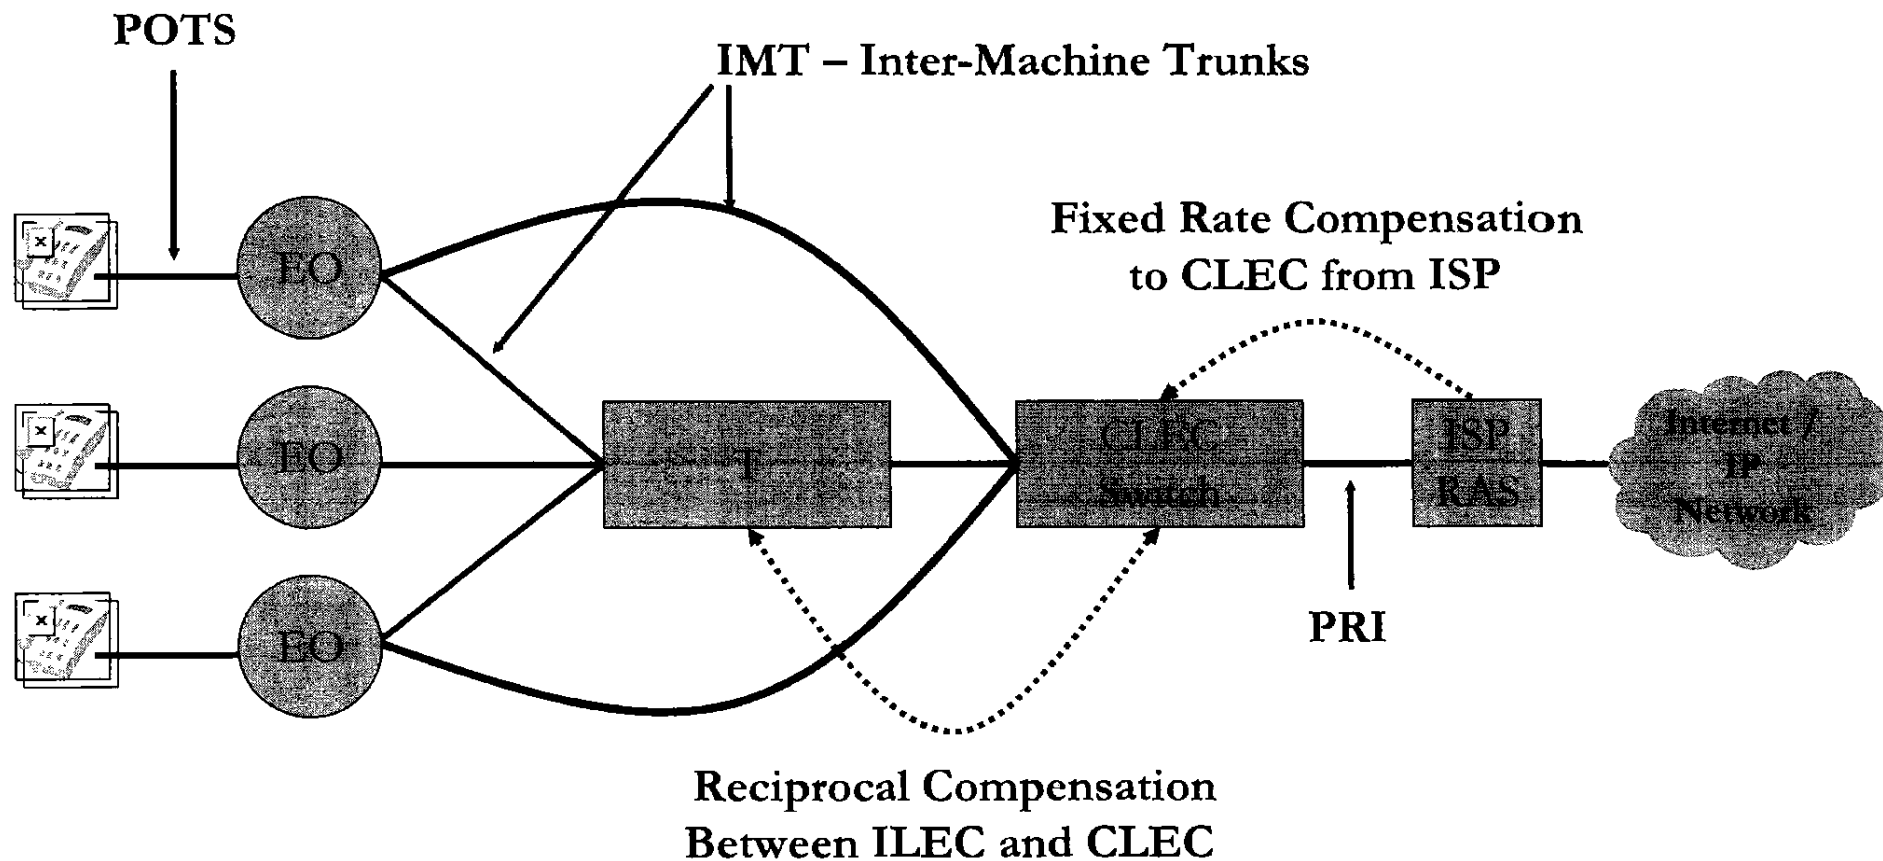 POTS
IMT – Inter-Machine Trunks
Fixed Rate Compensation
to CLEC from ISP
EO
EO
EO
T
CLEC
Switch
ISP
RAS
Internet /
IP
Network
PRI
Reciprocal Compensation
Between ILEC and CLEC